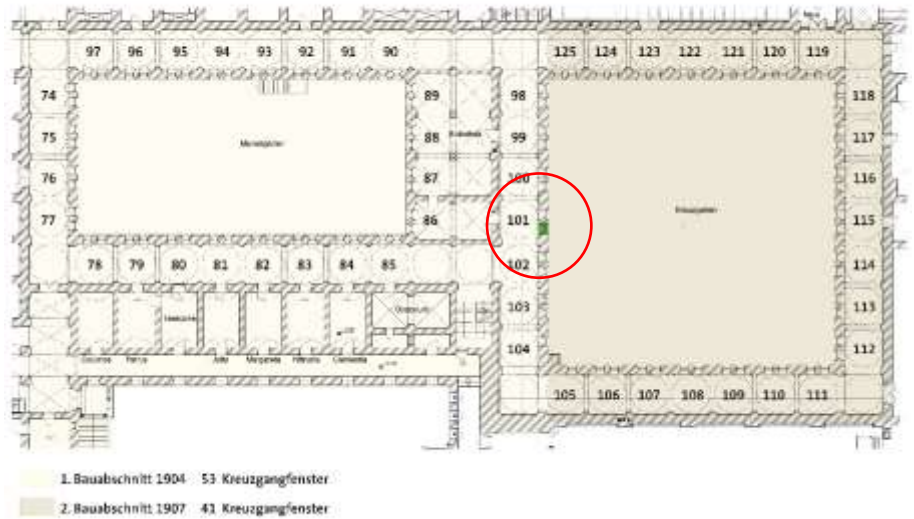 97 96 95 94 93 92 91 90 125 124 123 122 121 120 119
74 89 98 118
75 88 99 117
76 87 100 116
77 86 101 Kreuzgarten 115
78 79 80 81 82 83 84 85 102 114
103 113
104 112
Margareta
105 106 107 108 109 110 111
1. Bauabschnitt 1904 53 Kreuzgangfenster
2. Bauabschnitt 1907 41 Kreuzgangfenster